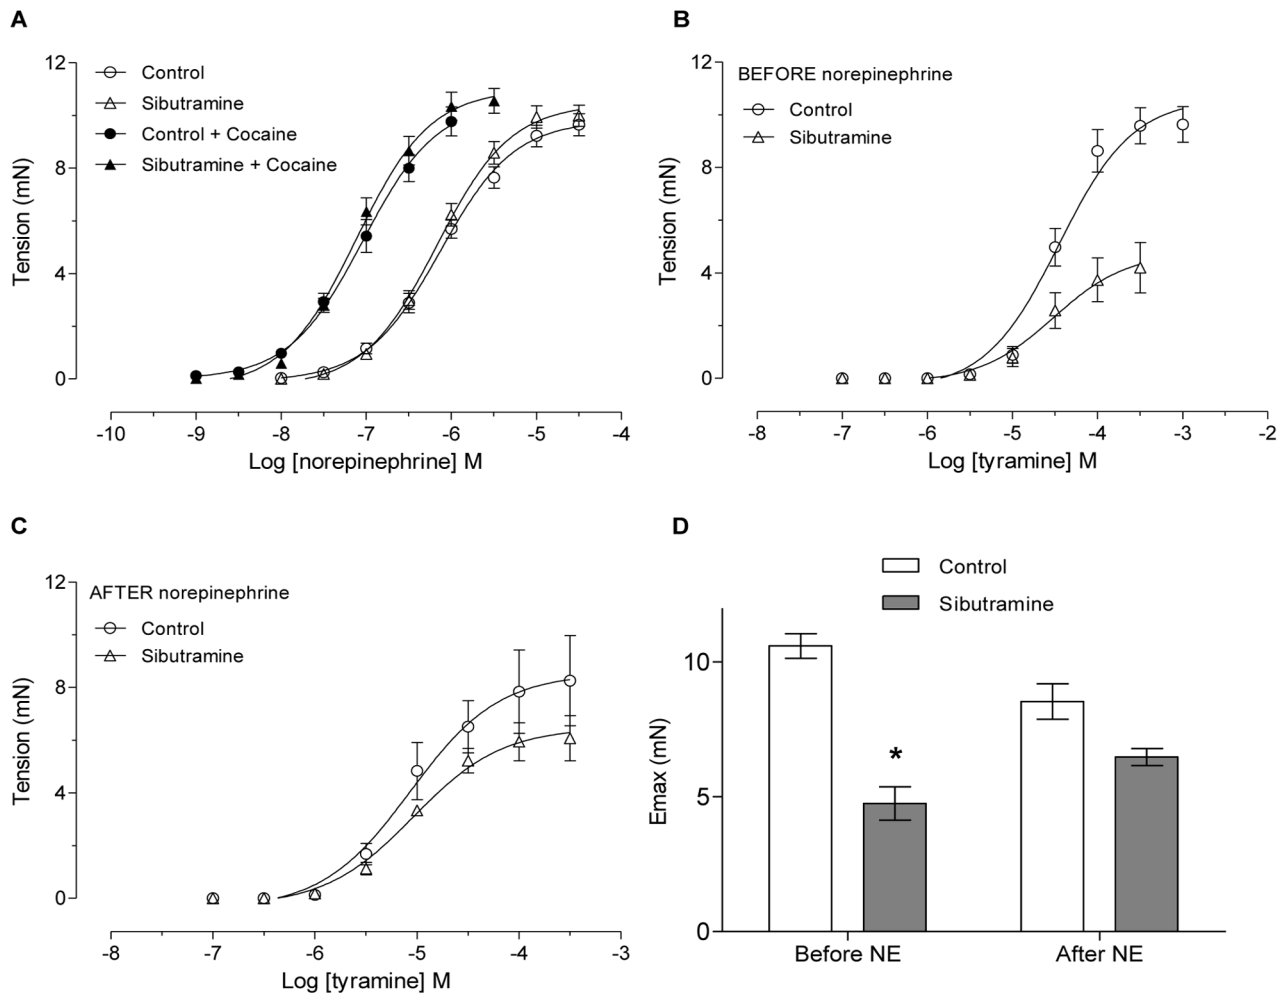 A
12
8
4
0
Tension (mN)
Control
Sibutramine
Control + Cocaine
Sibutramine + Cocaine
-10 -9 -8 -7 -6 -5 -4
Log [norepinephrine] M
B
12
8
4
0
Tension (mN)
BEFORE norepinephrine
Control
Sibutramine
-8 -7 -6 -5 -4 -3 -2
Log [tyramine] M
C
12
8
4
0
Tension (mN)
AFTER norepinephrine
Control
Sibutramine
-8 -7 -6 -5 -4 -3
Log [tyramine] M
D
Control
Sibutramine
10
5
0
Emax (mN)
*
Before NE After NE